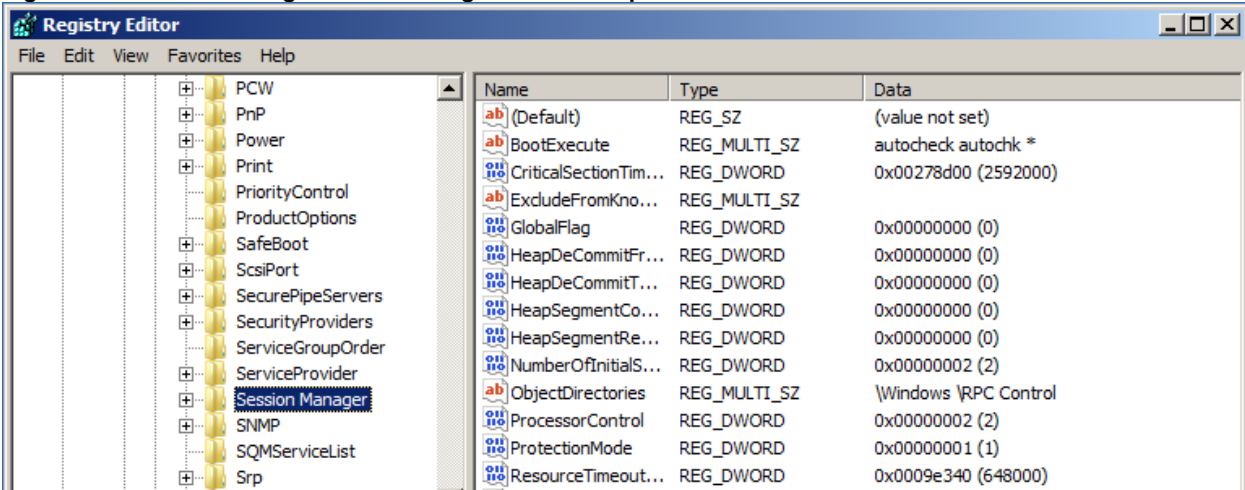 Registry Editor
File Edit View Favorites Help
PCW
PnP
Power
Print
PriorityControl
ProductOptions
SafeBoot
ScsiPort
SecurePipeServers
SecurityProviders
ServiceGroupOrder
ServiceProvider
Session Manager
SNMP
SQMServiceList
Srp
Name Type Data
(Default) REG_SZ (value not set)
BootExecute REG_MULTI_SZ autocheck autochk *
CriticalSectionTim... REG_DWORD 0x00278d00 (2592000)
ExcludeFromKno... REG_MULTI_SZ
GlobalFlag REG_DWORD 0x00000000 (0)
HeapDeCommitFr... REG_DWORD 0x00000000 (0)
HeapDeCommitT... REG_DWORD 0x00000000 (0)
HeapSegmentCo... REG_DWORD 0x00000000 (0)
HeapSegmentRe... REG_DWORD 0x00000000 (0)
NumberOfInitialS... REG_DWORD 0x00000002 (2)
ObjectDirectories REG_MULTI_SZ \Windows \RPC Control
ProcessorControl REG_DWORD 0x00000002 (2)
ProtectionMode REG_DWORD 0x00000001 (1)
ResourceTimeout... REG_DWORD 0x0009e340 (648000)